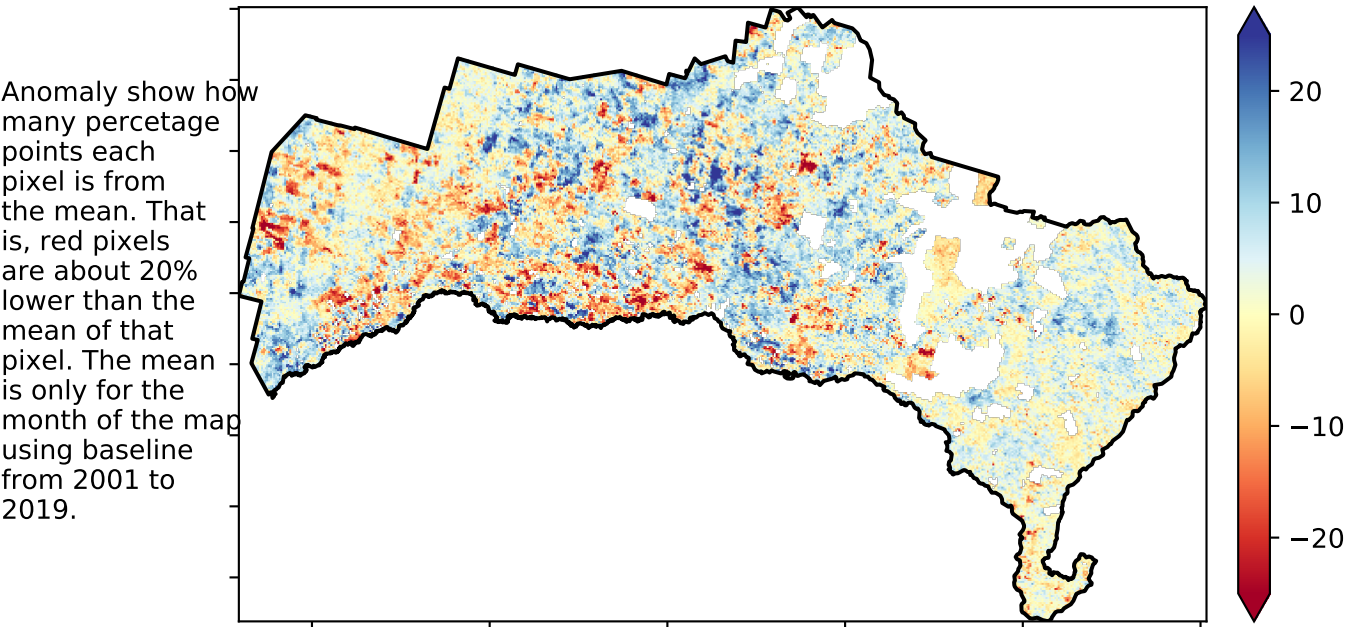 Anomaly show how
many percetage
points each
pixel is from
the mean. That
is, red pixels
are about 20%
lower than the
mean of that
pixel. The mean
is only for the
month of the map
using baseline
from 2001 to
2019.
20
10
0
−10
−20